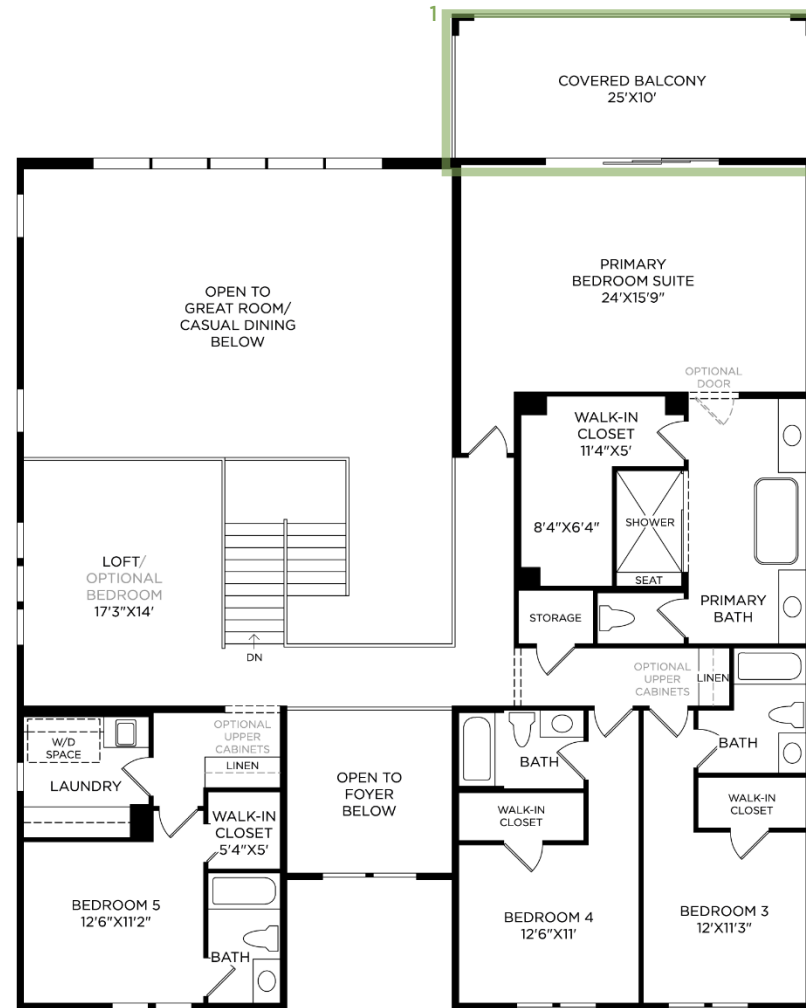 1
COVERED BALCONY
25'X10'
OPEN TO
GREAT ROOM/
CASUAL DINING
BELOW
PRIMARY
BEDROOM SUITE
24'X15'9"
OPTIONAL
DOOR
WALK-IN
CLOSET
11'4"X5'
8'4"X6'4"
SHOWER
SEAT
PRIMARY
BATH
STORAGE
LOFT/
OPTIONAL
BEDROOM
17'3"X14'
DN
OPTIONAL
UPPER
CABINETS
LINEN
BATH
W/D
SPACE
LAUNDRY
OPTIONAL
UPPER
CABINETS
LINEN
OPEN TO
FOYER
BELOW
BATH
WALK-IN
CLOSET
WALK-IN
CLOSET
WALK-IN
CLOSET
5'4"X5'
BEDROOM 5
12'6"X11'2"
BATH
BEDROOM 4
12'6"X11'
BEDROOM 3
12'X11'3"